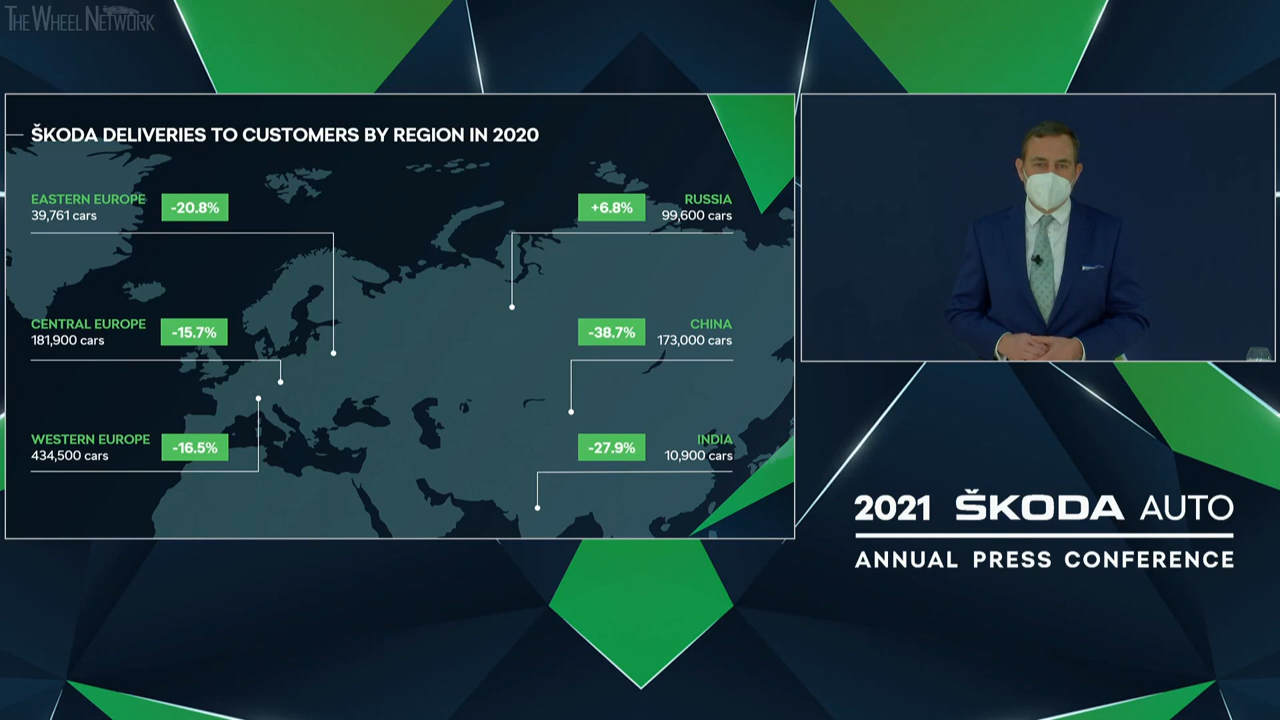 THE WHEEL NETWORK
ŠKODA DELIVERIES TO CUSTOMERS BY REGION IN 2020
EASTERN EUROPE
39,761 cars
-20.8%
CENTRAL EUROPE
181,900 cars
-15.7%
WESTERN EUROPE
434,500 cars
-16.5%
+6.8%
RUSSIA
99,600 cars
-38.7%
CHINA
173,000 cars
-27.9%
INDIA
10,900 cars
2021 ŠKODA AUTO
ANNUAL PRESS CONFERENCE